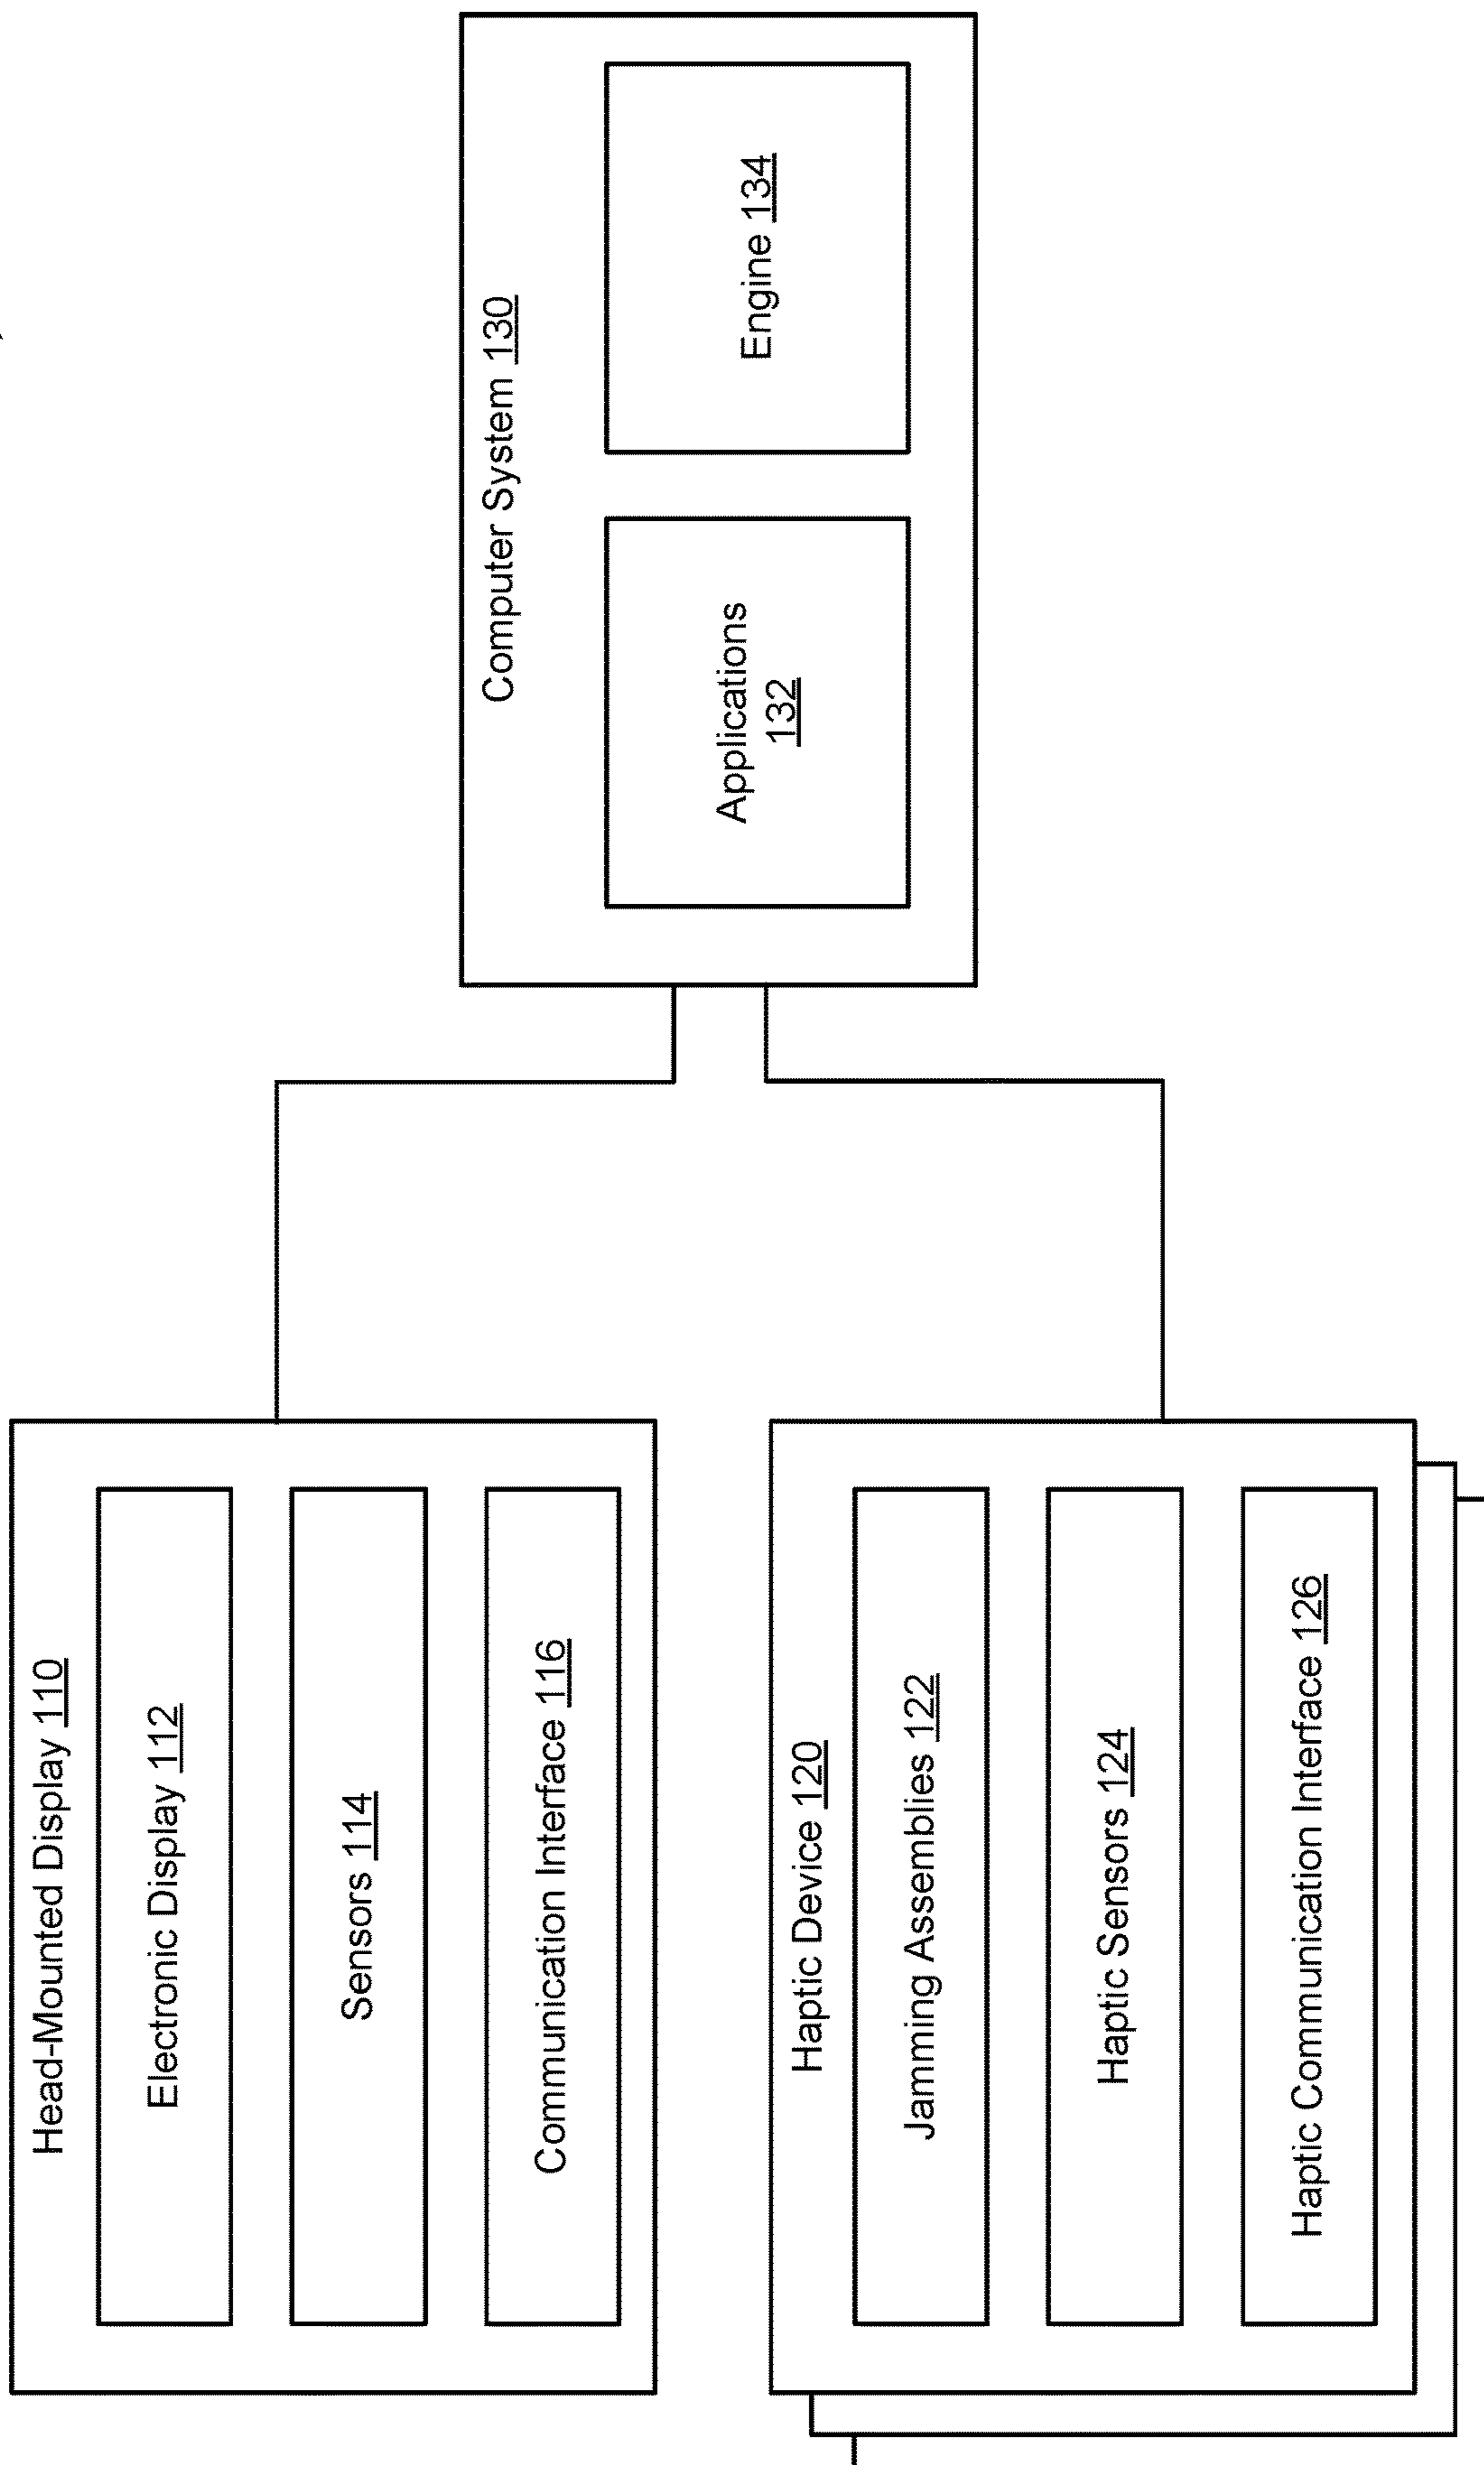 Head-Mounted Display 110
Electronic Display 112
Sensors 114
Communication Interface 116
Haptic Device 120
Jamming Assemblies 122
Haptic Sensors 124
Haptic Communication Interface 126
Computer System 130
Applications
132
Engine 134